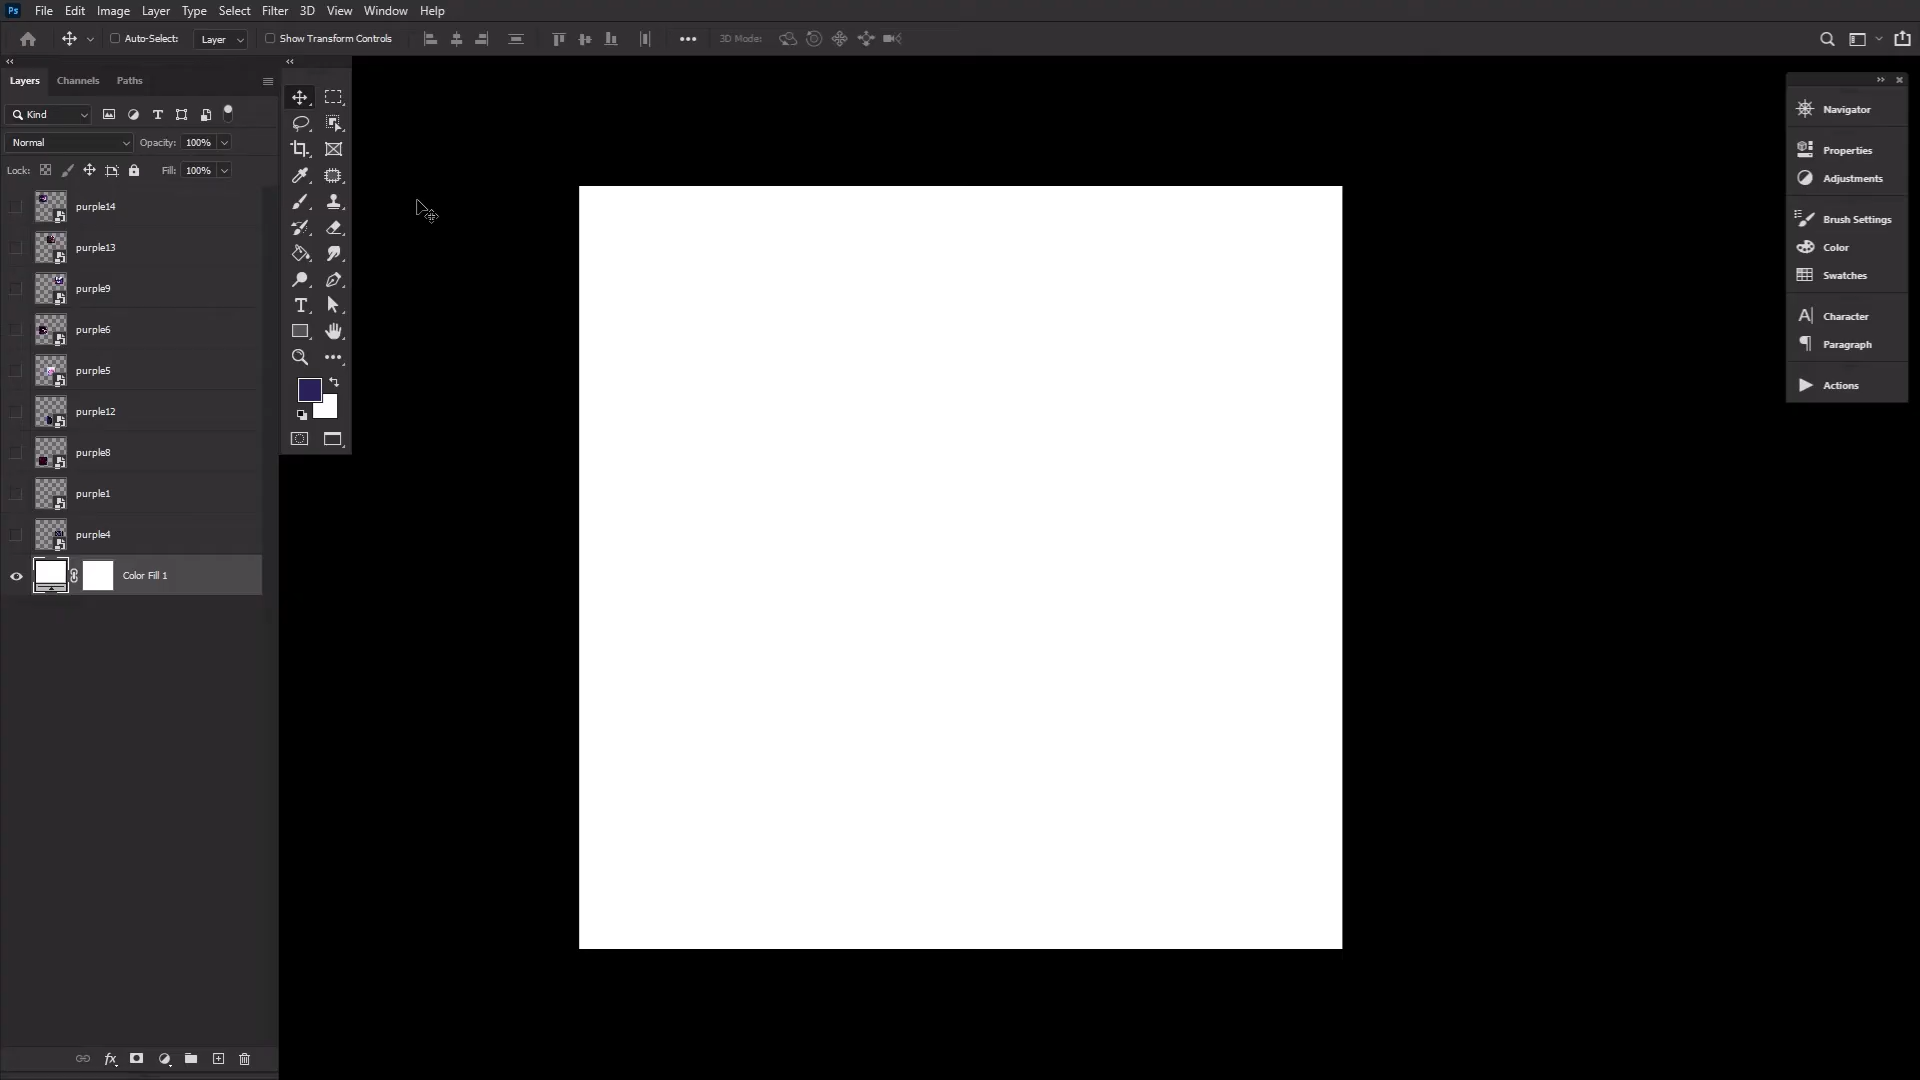 Ps File Edit Image Layer Type Select Filter 3D View Window Help
Auto-Select: Layer Show Transform Controls 3D Mode:
Layers Channels Paths
Kind
Normal Opacity: 100%
Lock: Fill: 100%
purple14
purple13
purple9
purple6
purple5
purple12
purple8
purple1
purple4
Color Fill 1
fx
Navigator
Properties
Adjustments
Brush Settings
Color
Swatches
Character
Paragraph
Actions